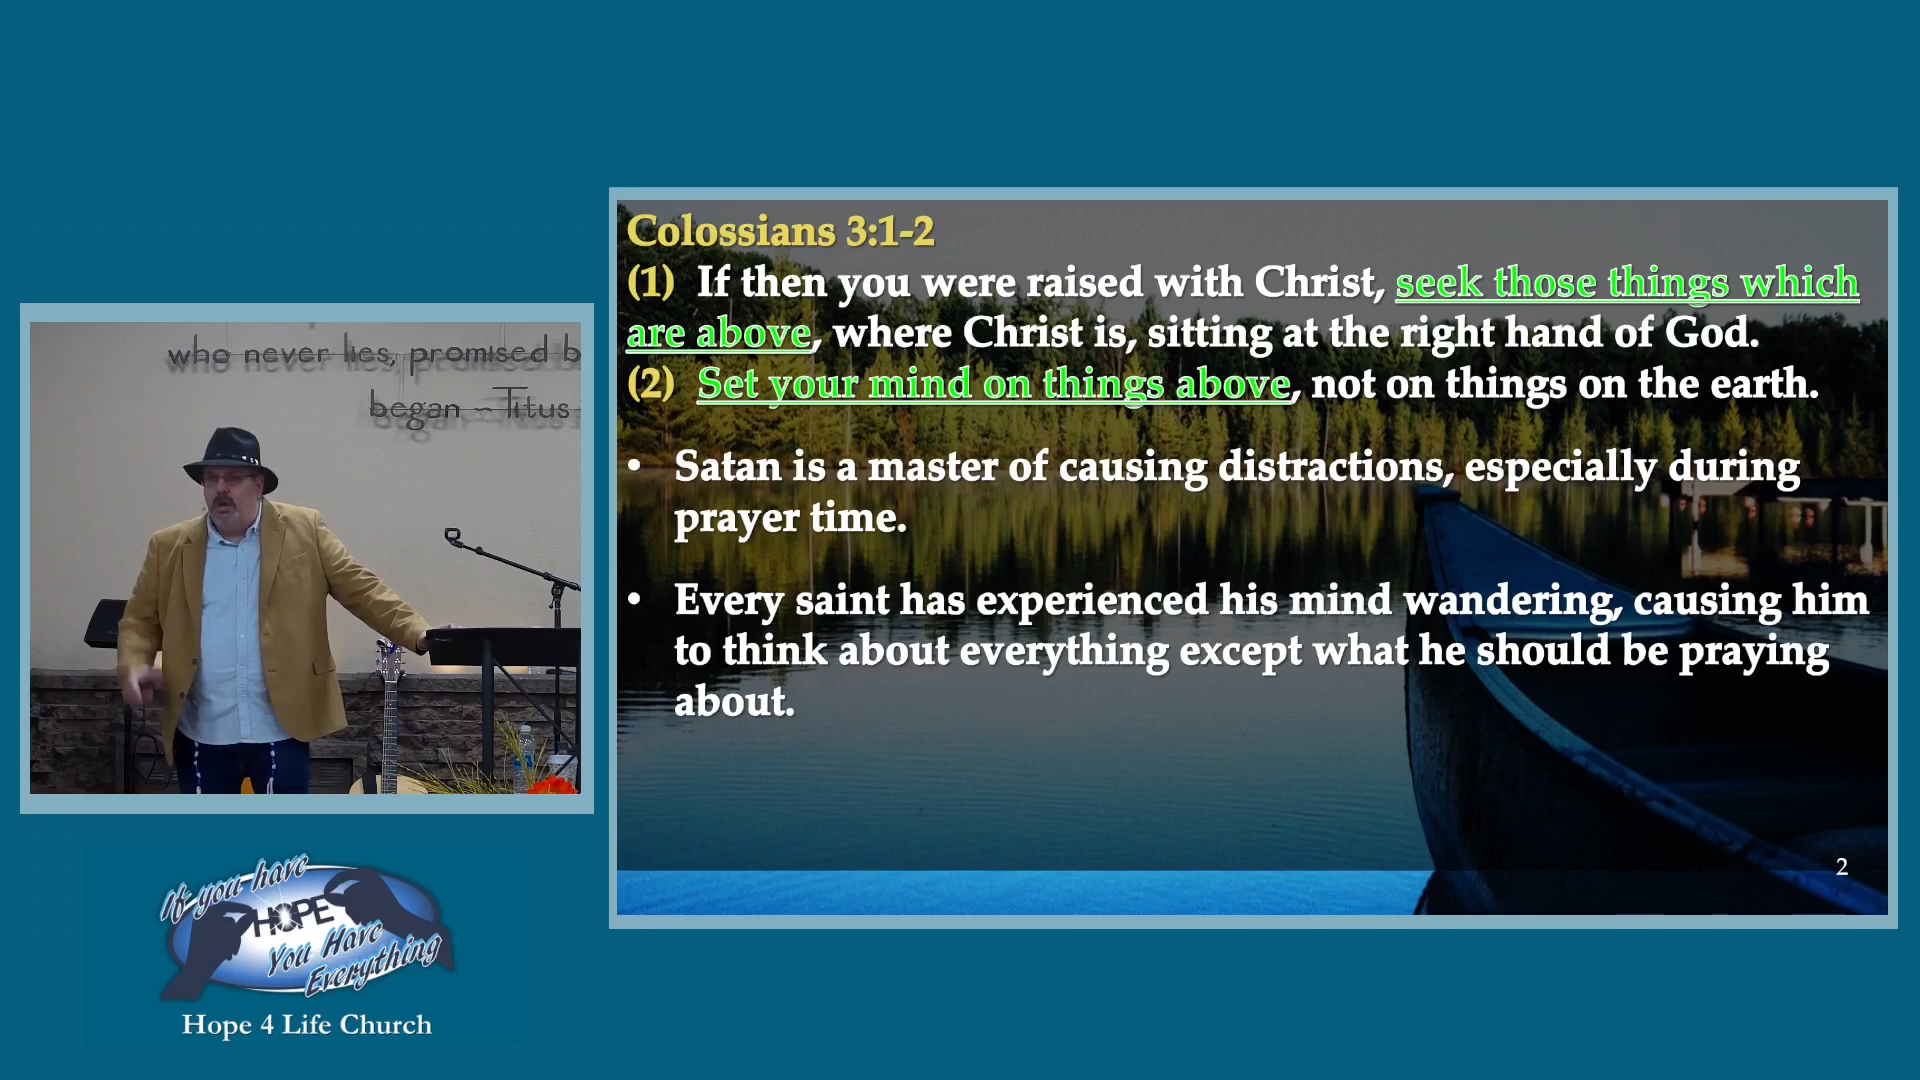 who never lies, promised b
began ~ Titus
If you have
HOPE
You Have
Everything
Hope 4 Life Church
Colossians 3:1-2
(1) If then you were raised with Christ, seek those things which
are above, where Christ is, sitting at the right hand of God.
(2) Set your mind on things above, not on things on the earth.
• Satan is a master of causing distractions, especially during
prayer time.
• Every saint has experienced his mind wandering, causing him
to think about everything except what he should be praying
about.
2